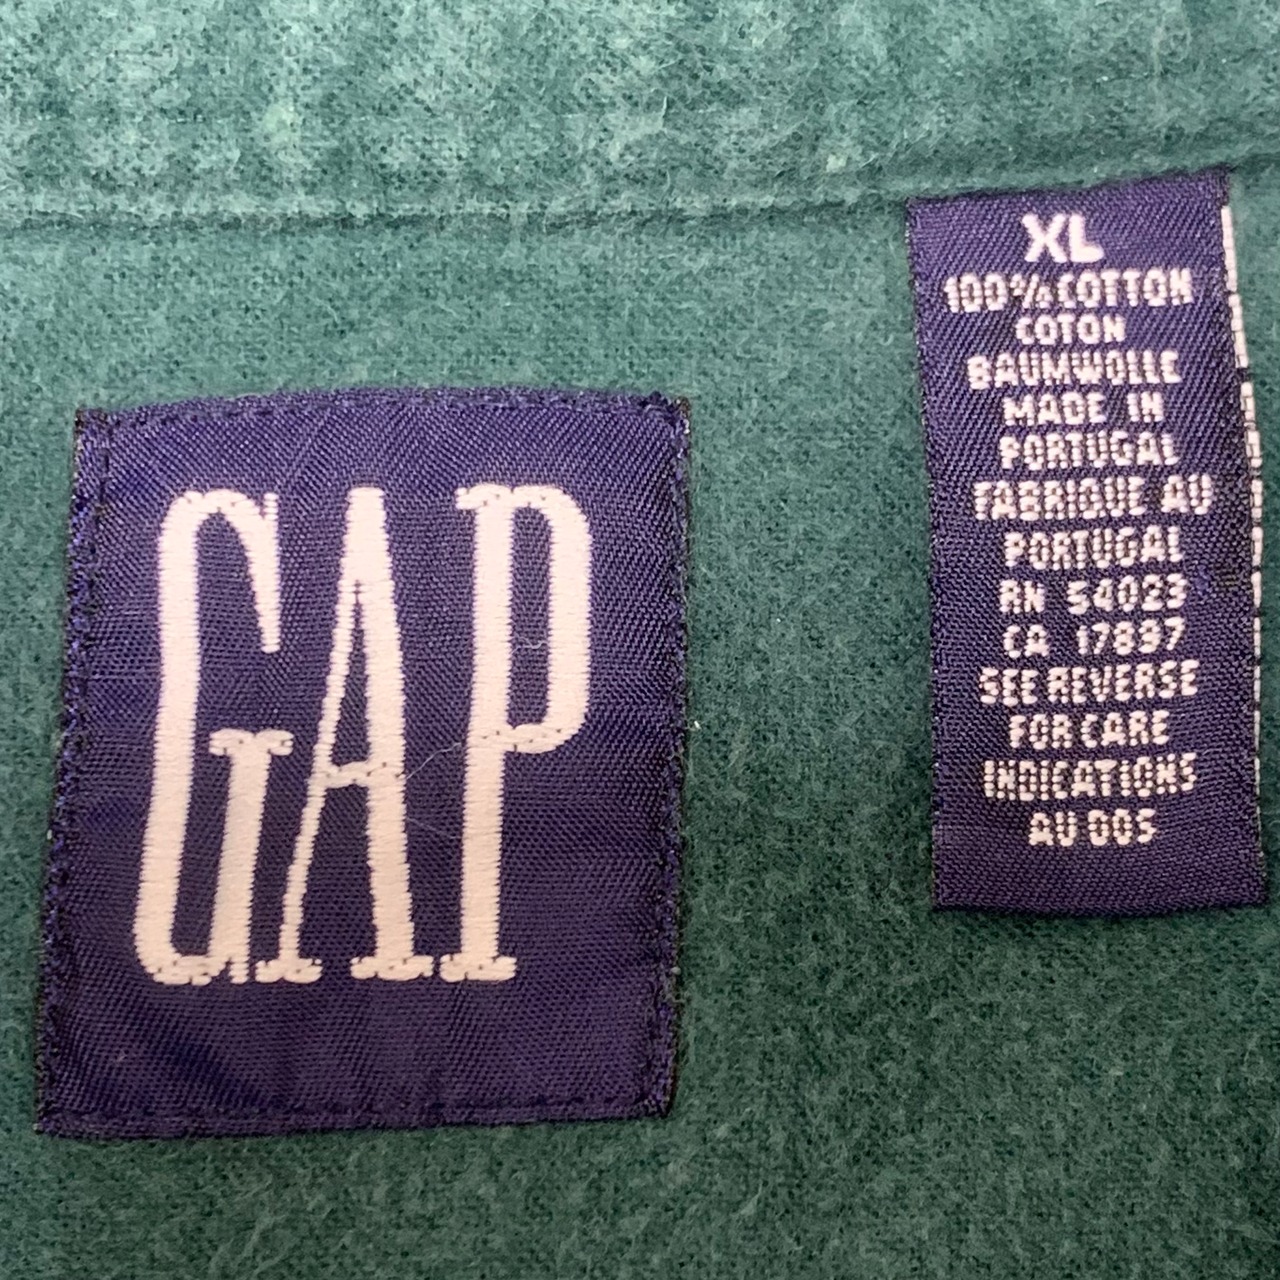 GAP
XL
100% COTTON
COTON
BAUMWOLLE
MADE IN
PORTUGAL
FABRIQUE AU
PORTUGAL
RN 54023
CA 17897
SEE REVERSE
FOR CARE
INDICATIONS
AU 005